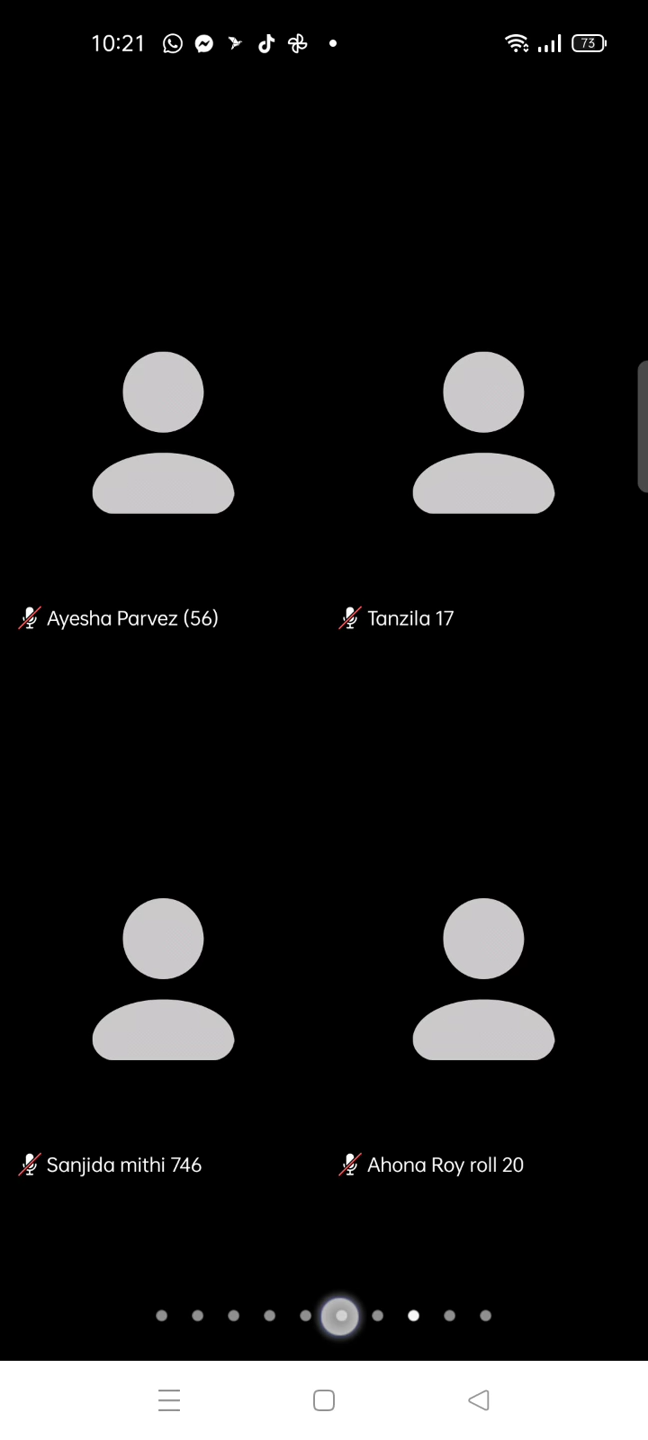 10:21
73
Ayesha Parvez (56)
Tanzila 17
Sanjida mithi 746
Ahona Roy roll 20